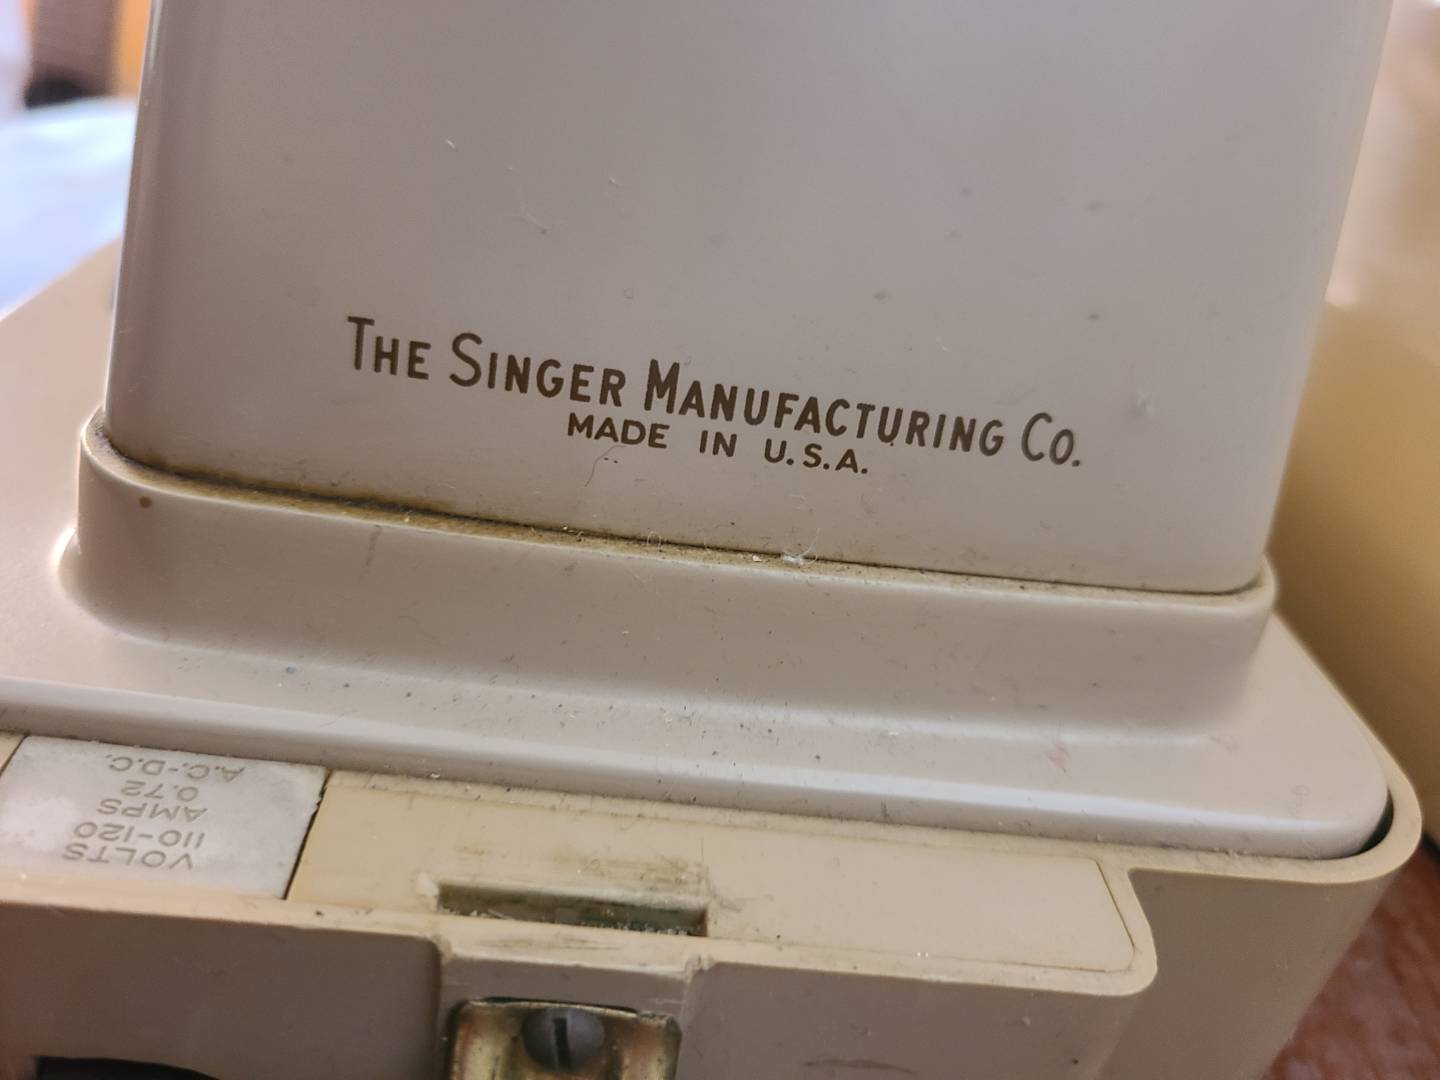 THE SINGER MANUFACTURING CO.
MADE IN U.S.A.
VOLTS
110-120
AMPS
0.72
A.C.-D.C.